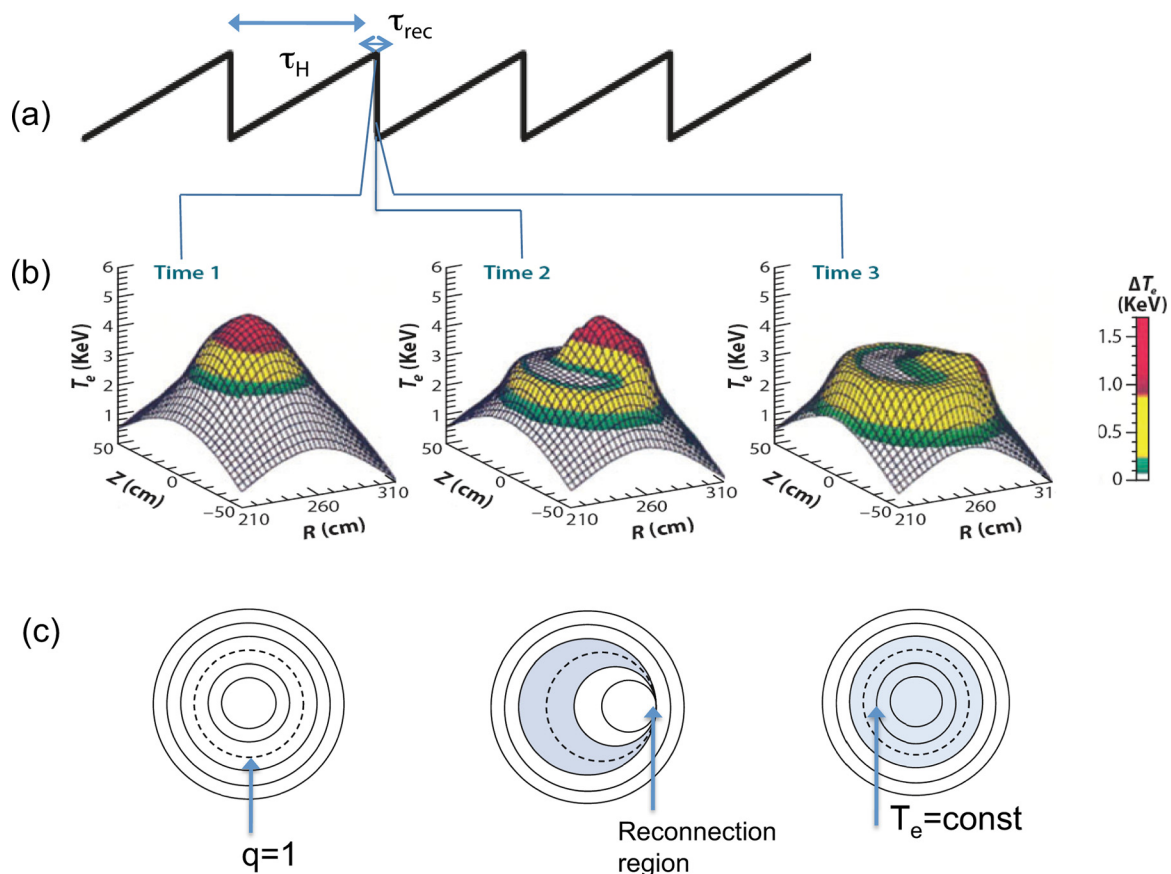 (a)
τrec
τH
(b)
Time 1
Time 2
Time 3
6
5
4
3
2
1
Te (KeV)
50
0
−50
Z (cm)
210
260
310
R (cm)
6
5
4
3
2
1
Te (KeV)
50
0
−50
Z (cm)
210
260
310
R (cm)
6
5
4
3
2
1
Te (KeV)
50
0
−50
Z (cm)
210
260
31
R (cm)
ΔTe
(KeV)
1.5
1.0
0.5
0
(c)
q=1
Reconnection
region
Te=const